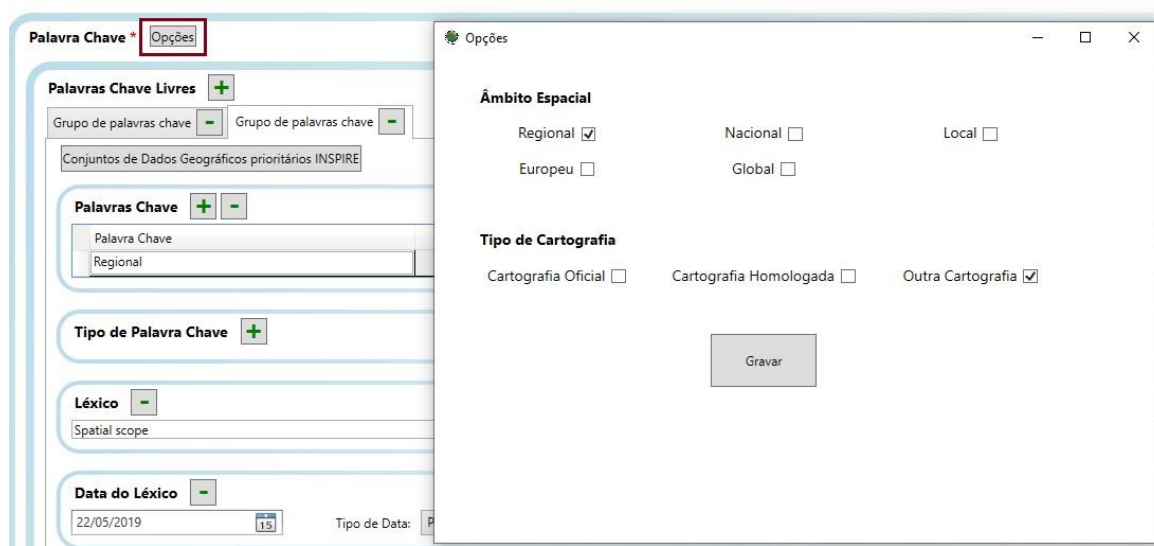 Palavra Chave * Opções
Palavras Chave Livres +
Grupo de palavras chave - Grupo de palavras chave -
Conjuntos de Dados Geográficos prioritários INSPIRE
Palavras Chave + -
Palavra Chave
Regional
Tipo de Palavra Chave +
Léxico -
Spatial scope
Data do Léxico -
22/05/2019 15 Tipo de Data: P
Opções
Âmbito Espacial
Regional Nacional Local
Europeu Global
Tipo de Cartografia
Cartografia Oficial Cartografia Homologada Outra Cartografia
Gravar